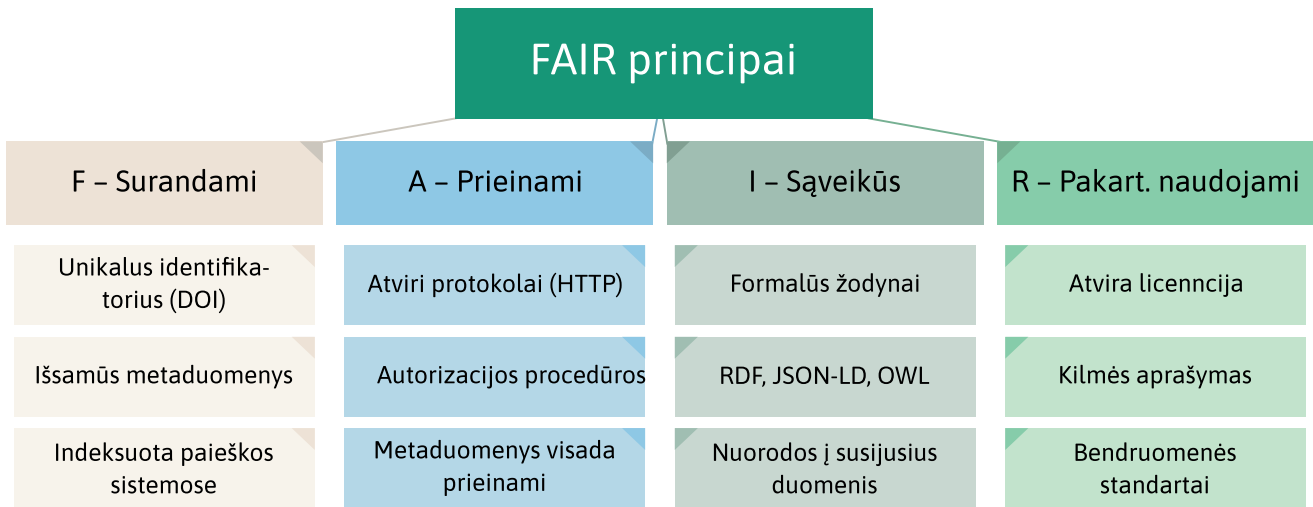 FAIR principai
F – Surandami
Unikalus identifika-
torius (DOI)
Išsamūs metaduomenys
Indeksuota paieškos
sistemose
A – Prieinami
Atviri protokolai (HTTP)
Autorizacijos procedūros
Metaduomenys visada
prieinami
I – Sąveikūs
Formalūs žodynai
RDF, JSON-LD, OWL
Nuorodos į susijusius
duomenis
R – Pakart. naudojami
Atvira licenncija
Kilmės aprašymas
Bendruomenės
standartai